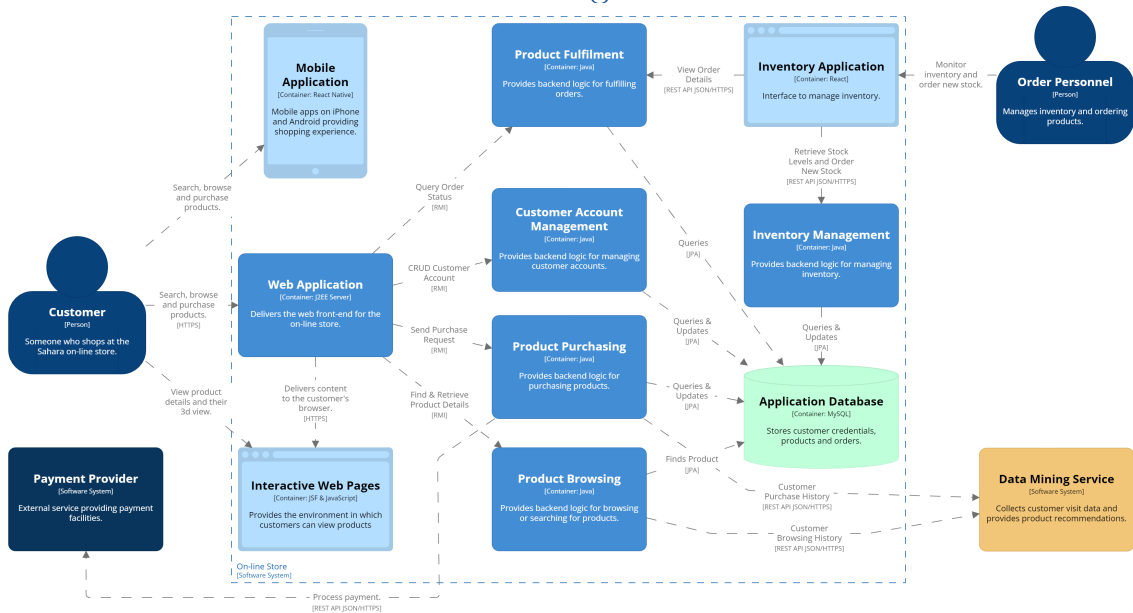 Mobile
Application
[Container: React Native]
Mobile apps on iPhone
and Android providing
shopping experience.
Product Fulfilment
[Container: Java]
Provides backend logic for fulfilling
orders.
View Order
Details
[REST API JSON/HTTPS]
Inventory Application
[Container: React]
Interface to manage inventory.
Monitor
inventory and
order new stock.
Order Personnel
[Person]
Manages inventory and ordering
products.
Search, browse
and purchase
products.
Query Order
Status
[RMI]
Retrieve Stock
Levels and Order
New Stock
[REST API JSON/HTTPS]
Customer Account
Management
[Container: Java]
Provides backend logic for managing
customer accounts.
Queries
[JPA]
Inventory Management
[Container: Java]
Provides backend logic for managing
inventory.
Customer
[Person]
Someone who shops at the
Sahara on-line store.
Search, browse
and purchase
products.
[HTTPS]
Web Application
[Container: J2EE Server]
Delivers the web front-end for the
on-line store.
CRUD Customer
Account
[RMI]
Send Purchase
Request
[RMI]
Product Purchasing
[Container: Java]
Provides backend logic for
purchasing products.
Queries &
Updates
[JPA]
Queries &
Updates
[JPA]
Queries &
Updates
[JPA]
View product
details and their
3d view.
Delivers content
to the customer's
browser.
[HTTPS]
Find & Retrieve
Product Details
[RMI]
Application Database
[Container: MySQL]
Stores customer credentials,
products and orders.
Payment Provider
[Software System]
External service providing payment
facilities.
Interactive Web Pages
[Container: JSF & JavaScript]
Provides the environment in which
customers can view products
Product Browsing
[Container: Java]
Provides backend logic for browsing
or searching for products.
Finds Product
[JPA]
Customer
Purchase History
[REST API JSON/HTTPS]
Customer
Browsing History
[REST API JSON/HTTPS]
Data Mining Service
[Software System]
Collects customer visit data and
provides product recommendations.
On-line Store
[Software System]
Process payment.
[REST API JSON/HTTPS]